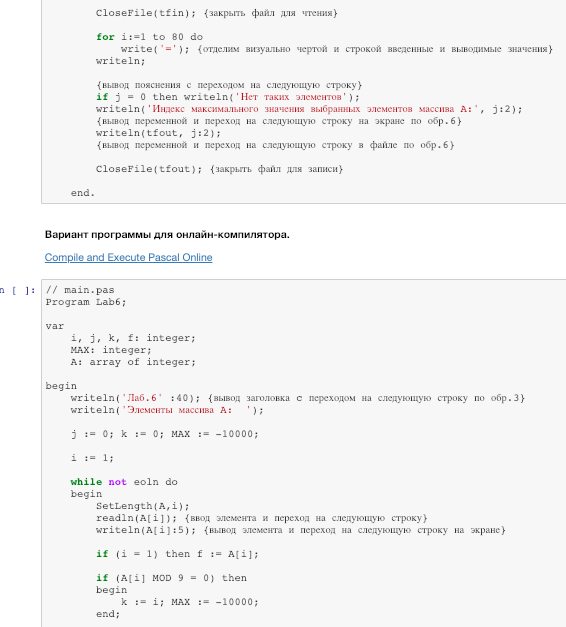 CloseFile(tfin); {закрыть файл для чтения}
for i:=1 to 80 do
write('='); {отделим визуально чертой и строкой введенные и выводимые значения}
writeln;
{вывод пояснения с переходом на следующую строку}
if j = 0 then writeln('Нет таких элементов');
writeln('Индекс максимального значения выбранных элементов массива A:', j:2);
{вывод переменной и переход на следующую строку на экране по обр.6}
writeln(tfout, j:2);
{вывод переменной и переход на следующую строку в файле по обр.6}
CloseFile(tfout); {закрыть файл для записи}
end.
Вариант программы для онлайн-компилятора.
Compile and Execute Pascal Online
n [ ]:
// main.pas
Program Lab6;
var
i, j, k, f: integer;
MAX: integer;
A: array of integer;
begin
writeln('Лаб.6' :40); {вывод заголовка с переходом на следующую строку по обр.3}
writeln('Элементы массива A:  ');
j := 0; k := 0; MAX := -10000;
i := 1;
while not eoln do
begin
SetLength(A,i);
readln(A[i]); {ввод элемента и переход на следующую строку}
writeln(A[i]:5); {вывод элемента и переход на следующую строку на экране}
if (i = 1) then f := A[i];
if (A[i] MOD 9 = 0) then
begin
k := i; MAX := -10000;
end;